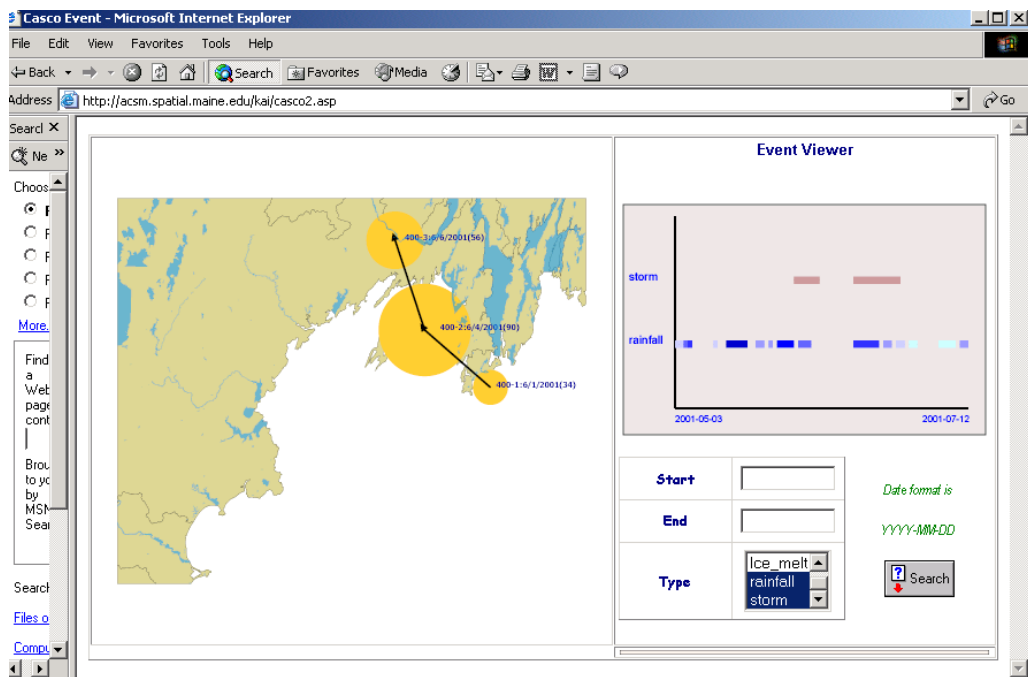 Casco Event - Microsoft Internet Explorer
File Edit View Favorites Tools Help
Back Search Favorites Media
Address http://acsm.spatial.maine.edu/kai/casco2.asp Go
Searcl
Ne
Choos
More.
Find
a
Web
page
cont
Brou
to yo
by
MSN
Sear
Search
Files o
Compu
400-3:6/6/2001(56)
400-2:6/4/2001(90)
400-1:6/1/2001(34)
Event Viewer
storm
rainfall
2001-05-03 2001-07-12
Start
End
Type
Ice_melt
rainfall
storm
Date format is
YYYY-MM-DD
Search